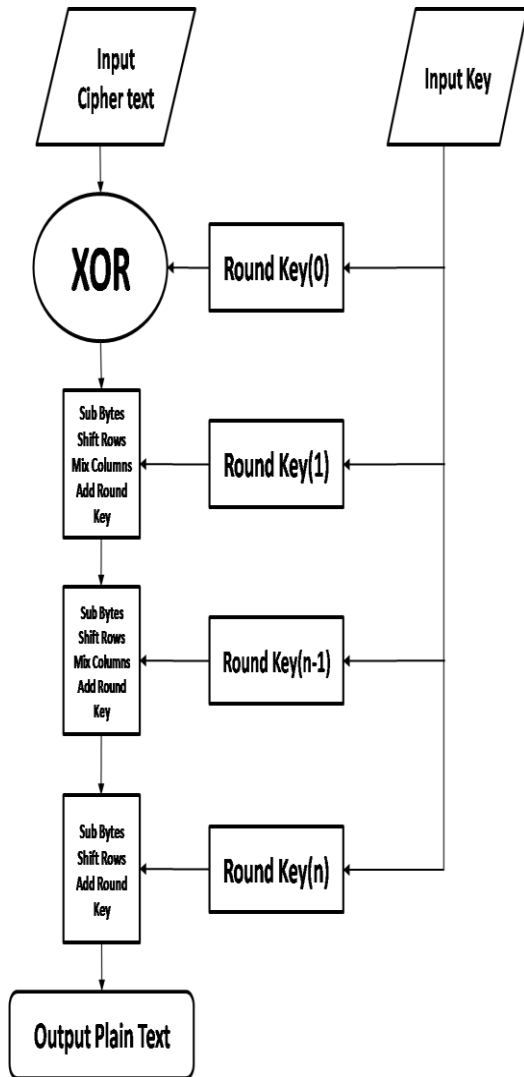 Input
Cipher text
Input Key
XOR
Round Key(0)
Sub Bytes
Shift Rows
Mix Columns
Add Round
Key
Round Key(1)
Sub Bytes
Shift Rows
Mix Columns
Add Round
Key
Round Key(n-1)
Sub Bytes
Shift Rows
Add Round
Key
Round Key(n)
Output Plain Text